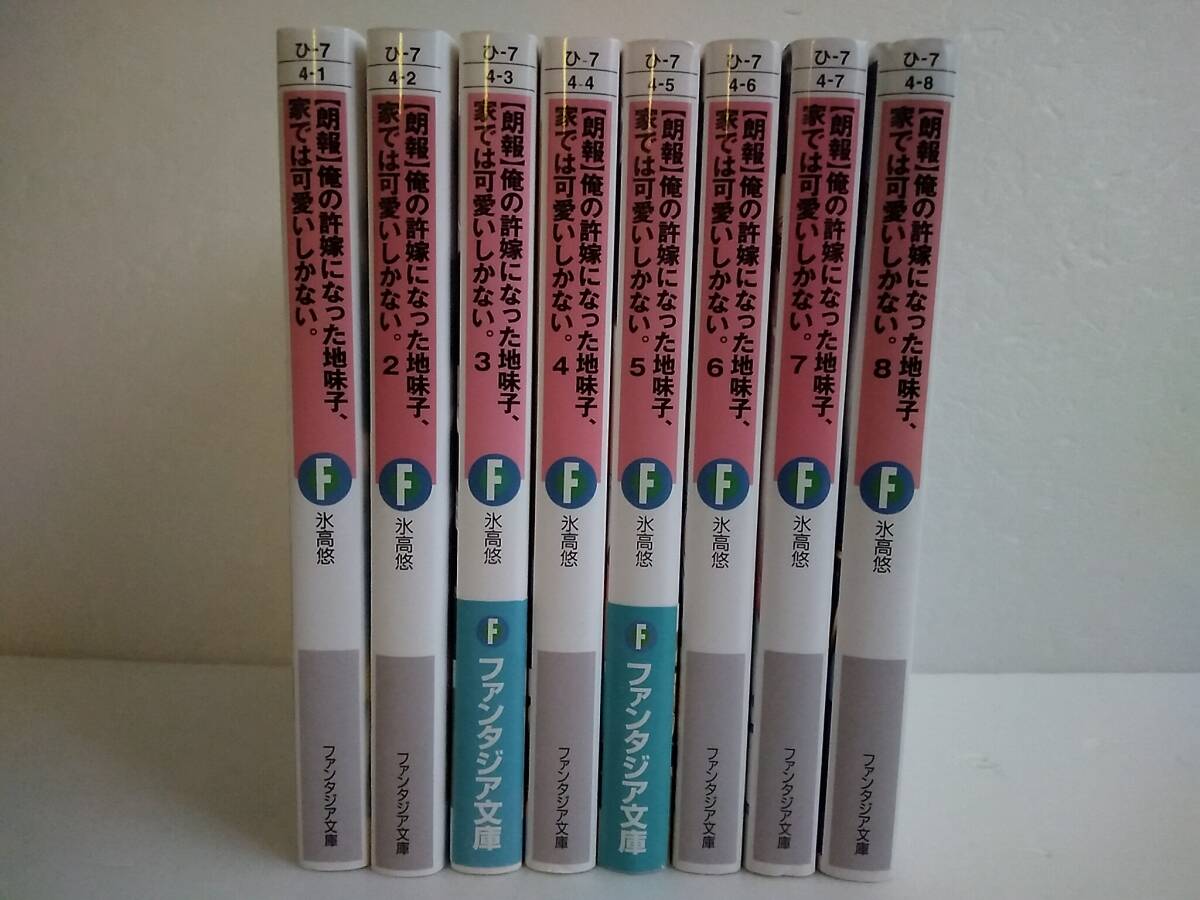 ひ-7
4-1
【朗報】俺の許嫁になった地味子、
家では可愛いしかない。
F
氷高悠
ファンタジア文庫
ひ-7
4-2
【朗報】俺の許嫁になった地味子、
家では可愛いしかない。2
F
氷高悠
ファンタジア文庫
ひ-7
4-3
【朗報】俺の許嫁になった地味子、
家では可愛いしかない。3
F
氷高悠
F ファンタジア文庫
ひ-7
4-4
【朗報】俺の許嫁になった地味子、
家では可愛いしかない。4
F
氷高悠
ファンタジア文庫
ひ-7
4-5
【朗報】俺の許嫁になった地味子、
家では可愛いしかない。5
F
氷高悠
F ファンタジア文庫
ひ-7
4-6
【朗報】俺の許嫁になった地味子、
家では可愛いしかない。6
F
氷高悠
ファンタジア文庫
ひ-7
4-7
【朗報】俺の許嫁になった地味子、
家では可愛いしかない。7
F
氷高悠
ファンタジア文庫
ひ-7
4-8
【朗報】俺の許嫁になった地味子、
家では可愛いしかない。8
F
氷高悠
ファンタジア文庫